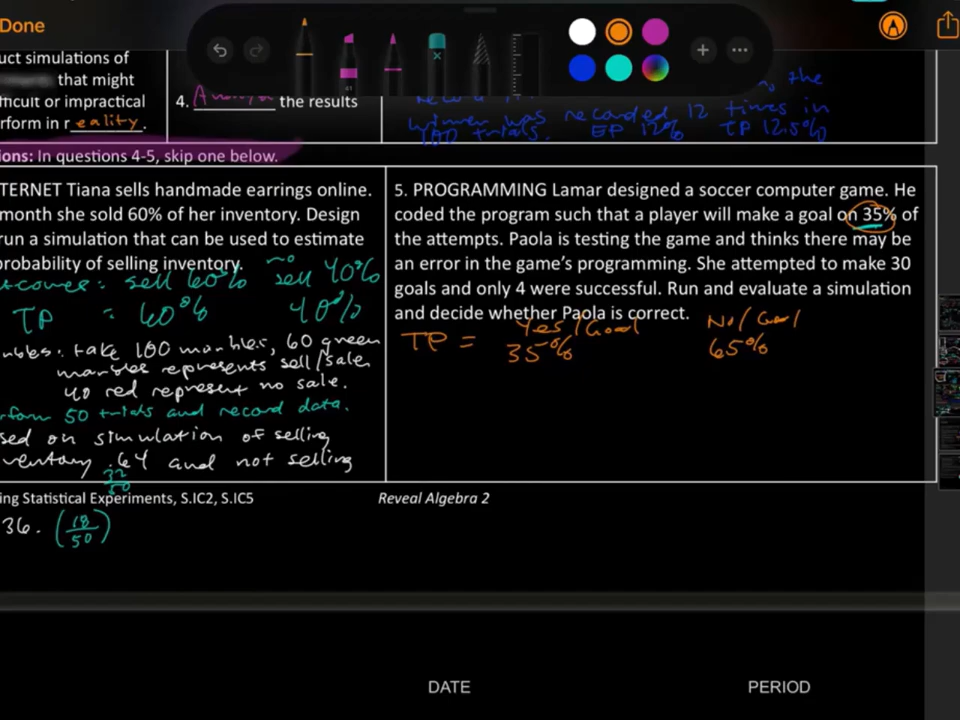 Done
uct simulations of
that might
fficult or impractical
rform in reality.
4. the results
the
winner was recorded 12 times in
100 trials. EP 12% TP 12.5%
ions: In questions 4-5, skip one below.
TERNET Tiana sells handmade earrings online.
month she sold 60% of her inventory. Design
run a simulation that can be used to estimate
probability of selling inventory.
tcomes: sell 60% no sell 40%
TP = 60% 40%
rbles: take 100 marbles, 60 green
marbles represents sell/sale
40 red represent no sale.
rform 50 trials and record data.
sed on simulation of selling
ventory .64 and not selling
32
50
5. PROGRAMMING Lamar designed a soccer computer game. He
coded the program such that a player will make a goal on 35% of
the attempts. Paola is testing the game and thinks there may be
an error in the game's programming. She attempted to make 30
goals and only 4 were successful. Run and evaluate a simulation
and decide whether Paola is correct.
TP = Yes/Goal No/Goal
35% 65%
ing Statistical Experiments, S.IC2, S.IC5
Reveal Algebra 2
36. (18/50)
DATE
PERIOD